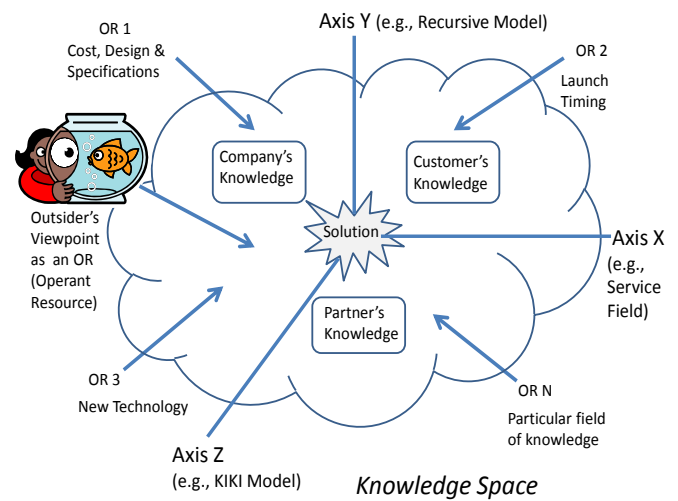 OR 1
Cost, Design &
Specifications
Axis Y (e.g., Recursive Model)
OR 2
Launch
Timing
Company's
Knowledge
Customer's
Knowledge
Outsider's
Viewpoint
as an OR
(Operant
Resource)
Solution
Axis X
(e.g.,
Service
Field)
Partner's
Knowledge
OR 3
New Technology
OR N
Particular field
of knowledge
Axis Z
(e.g., KIKI Model)
Knowledge Space